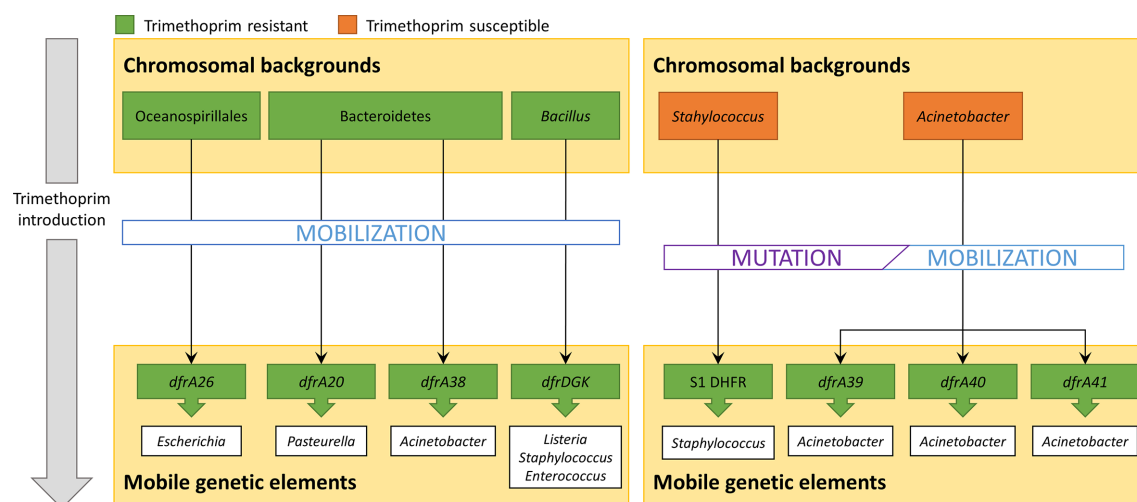 Trimethoprim resistant
Trimethoprim susceptible
Chromosomal backgrounds
Chromosomal backgrounds
Oceanospirillales
Bacteroidetes
Bacillus
Stahylococcus
Acinetobacter
Trimethoprim
introduction
MOBILIZATION
MUTATION
MOBILIZATION
dfrA26
dfrA20
dfrA38
dfrDGK
S1 DHFR
dfrA39
dfrA40
dfrA41
Escherichia
Pasteurella
Acinetobacter
Listeria
Staphylococcus
Enterococcus
Staphylococcus
Acinetobacter
Acinetobacter
Acinetobacter
Mobile genetic elements
Mobile genetic elements